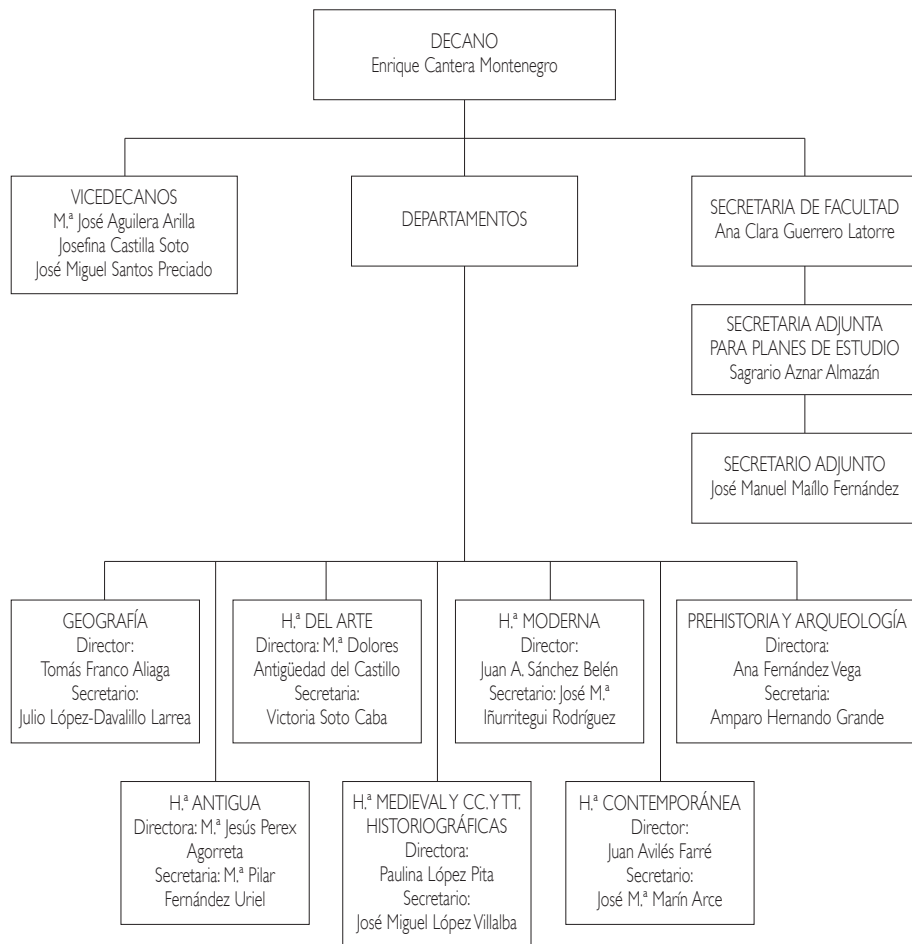 DECANO
Enrique Cantera Montenegro
VICEDECANOS
M.ª José Aguilera Arilla
Josefina Castilla Soto
José Miguel Santos Preciado
DEPARTAMENTOS
SECRETARIA DE FACULTAD
Ana Clara Guerrero Latorre
SECRETARIA ADJUNTA
PARA PLANES DE ESTUDIO
Sagrario Aznar Almazán
SECRETARIO ADJUNTO
José Manuel Maíllo Fernández
GEOGRAFÍA
Director:
Tomás Franco Aliaga
Secretario:
Julio López-Davalillo Larrea
H.ª DEL ARTE
Directora: M.ª Dolores
Antigüedad del Castillo
Secretaria:
Victoria Soto Caba
H.ª MODERNA
Director:
Juan A. Sánchez Belén
Secretario: José M.ª
Iñurritegui Rodríguez
PREHISTORIA Y ARQUEOLOGÍA
Directora:
Ana Fernández Vega
Secretaria:
Amparo Hernando Grande
H.ª ANTIGUA
Directora: M.ª Jesús Perex
Agorreta
Secretaria: M.ª Pilar
Fernández Uriel
H.ª MEDIEVAL Y CC. Y TT.
HISTORIOGRÁFICAS
Directora:
Paulina López Pita
Secretario:
José Miguel López Villalba
H.ª CONTEMPORÁNEA
Director:
Juan Avilés Farré
Secretario:
José M.ª Marín Arce